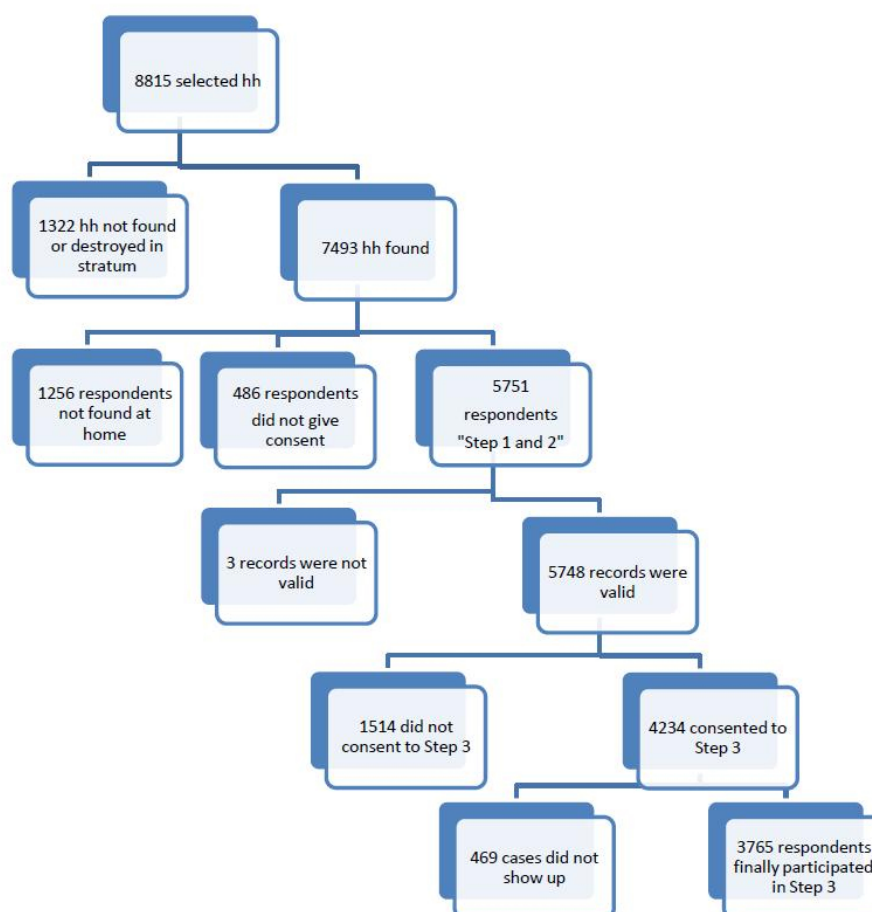 8815 selected hh
1322 hh not found
or destroyed in
stratum
7493 hh found
1256 respondents
not found at
home
486 respondents
did not give
consent
5751
respondents
"Step 1 and 2"
3 records were not
valid
5748 records were
valid
1514 did not
consent to Step 3
4234 consented to
Step 3
469 cases did not
show up
3765 respondents
finally participated
in Step 3